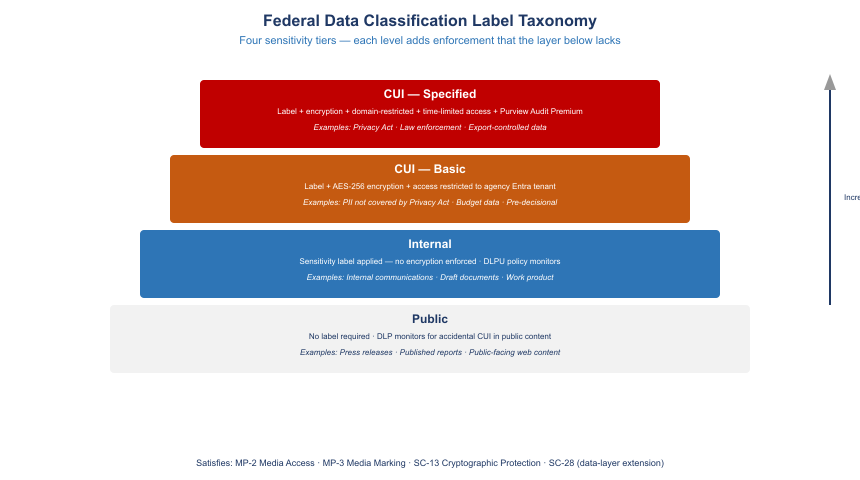 Federal Data Classification Label Taxonomy
Four sensitivity tiers — each level adds enforcement that the layer below lacks
CUI — Specified
Label + encryption + domain-restricted + time-limited access + Purview Audit Premium
Examples: Privacy Act · Law enforcement · Export-controlled data
CUI — Basic
Label + AES-256 encryption + access restricted to agency Entra tenant
Examples: PII not covered by Privacy Act · Budget data · Pre-decisional
Incre
Internal
Sensitivity label applied — no encryption enforced · DLPU policy monitors
Examples: Internal communications · Draft documents · Work product
Public
No label required · DLP monitors for accidental CUI in public content
Examples: Press releases · Published reports · Public-facing web content
Satisfies: MP-2 Media Access · MP-3 Media Marking · SC-13 Cryptographic Protection · SC-28 (data-layer extension)